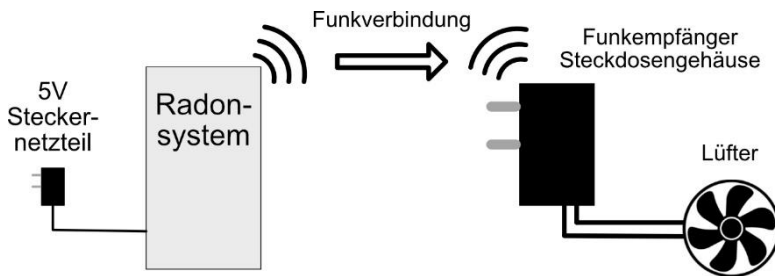 Funkverbindung
5V
Stecker-
netzteil
Radon-
system
Funkempfänger
Steckdosengehäuse
Lüfter